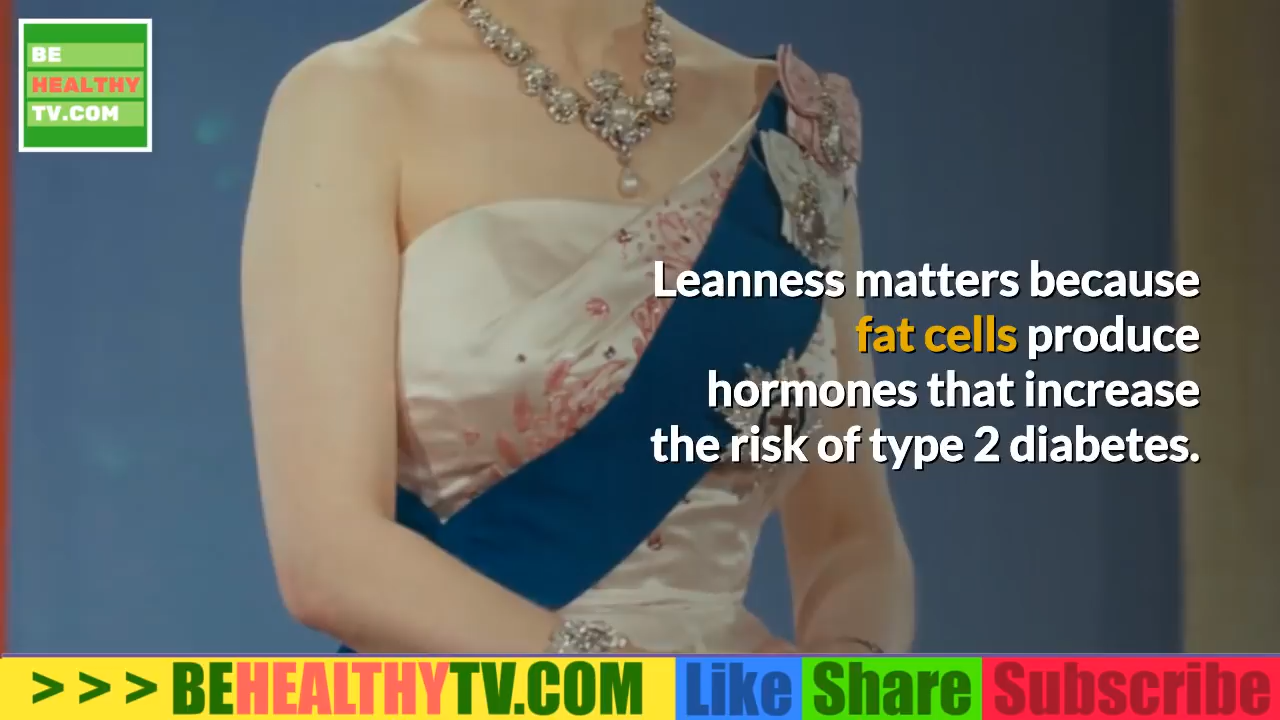 BE
HEALTHY
TV.COM
Leanness matters because
fat cells produce
hormones that increase
the risk of type 2 diabetes.
> > > BEHEALTHYTV.COM Like Share Subscribe